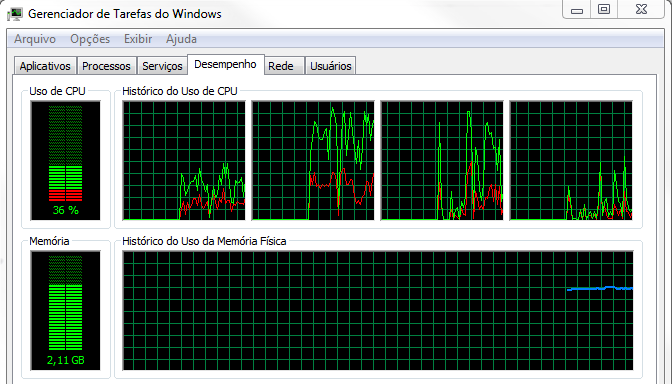 Gerenciador de Tarefas do Windows
Arquivo Opções Exibir Ajuda
Aplicativos Processos Serviços Desempenho Rede Usuários
Uso de CPU Histórico do Uso de CPU
36 %
Memória Histórico do Uso da Memória Física
2,11 GB